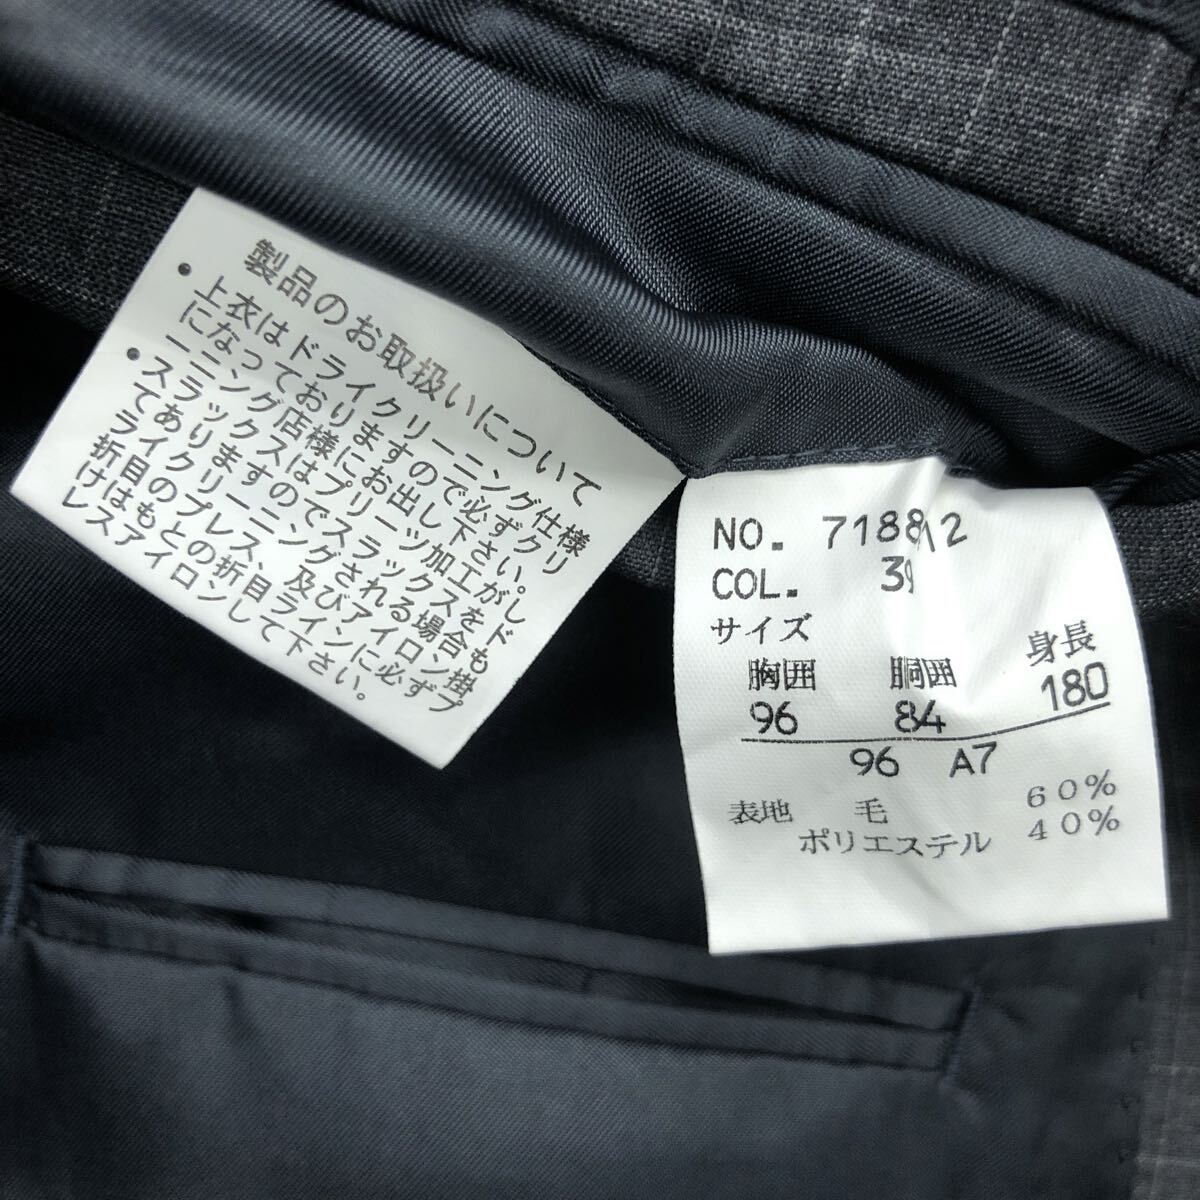 製品のお取扱いについて
・上衣はドライクリーニング仕様
になっておりますので必ずクリ
ーニング店様にお出し下さい。
・スラックスはプリーツ加工がし
てありますのでスラックスをド
ライクリーニングされる場合も
折目のプレス、及びアイロン掛
けはもとの折目ラインに必ずプ
レスアイロンして下さい。
NO. 718812
COL. 39
サイズ
胸囲 胴囲 身長
96 84 180
96 A7
表地 毛 60%
ポリエステル 40%